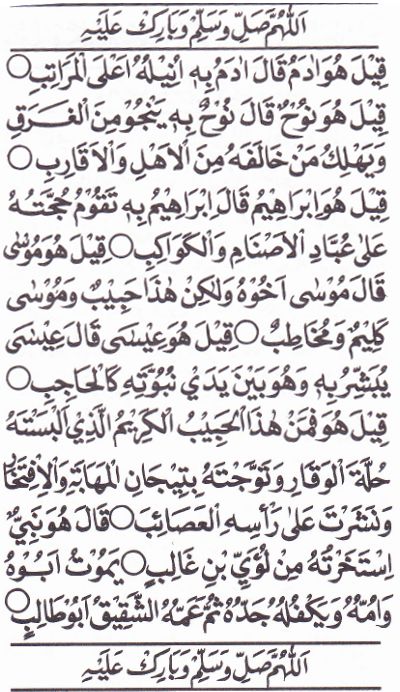 اَللّٰهُمَّ صَلِّ وَسَلِّمْ وَبَارِكْ عَلَيْهِ
قِيْلَ هُوَ اٰدَمُ قَالَ اٰدَمُ بِهٖ اُنِيْلُهٗ اَعْلَى الْمَرَاتِبِ ○
قِيْلَ هُوَ نُوْحٌ قَالَ نُوْحٌ بِهٖ يَنْجُوْ مِنَ الْغَرَقِ
وَيَهْلِكُ مَنْ خَالَفَهٗ مِنَ الْاَهْلِ وَالْاَقَارِبِ ○
قِيْلَ هُوَ اِبْرَاهِيْمُ قَالَ اِبْرَاهِيْمُ بِهٖ تَقُوْمُ حُجَّتُهٗ
عَلٰى عُبَّادِ الْاَصْنَامِ وَالْكَوَاكِبِ ○ قِيْلَ هُوَ مُوْسٰى
قَالَ مُوْسٰى اَخُوْهُ وَلٰكِنْ هٰذَا حَبِيْبٌ وَمُوْسٰى
كَلِيْمٌ وَمُخَاطِبٌ ○ قِيْلَ هُوَ عِيْسٰى قَالَ عِيْسٰى
يُبَشِّرُ بِهٖ وَهُوَ بَيْنَ يَدَيْ نُبُوَّتِهٖ كَالْحَاجِبِ ○
قِيْلَ هُوَ فَمَنْ هٰذَا الْحَبِيْبُ الْكَرِيْمُ الَّذِيْ اَلْبَسْتَهٗ
حُلَّةَ الْوَقَارِ وَتَوَّجْتَهٗ بِتِيْجَانِ الْمَهَابَةِ وَالْاِفْتِخَارِ
وَنَشَرْتَ عَلٰى رَأْسِهِ الْعَصَائِبَ ○ قَالَ هُوَ نَبِيٌّ
اِسْتَخَرْتُهٗ مِنْ لُؤَيِّ بْنِ غَالِبٍ ○ يَمُوْتُ اَبُوْهُ
وَاُمُّهٗ وَيَكْفُلُهٗ جَدُّهٗ ثُمَّ عَمُّهُ الشَّقِيْقُ اَبُوْ طَالِبٍ ○
اَللّٰهُمَّ صَلِّ وَسَلِّمْ وَبَارِكْ عَلَيْهِ